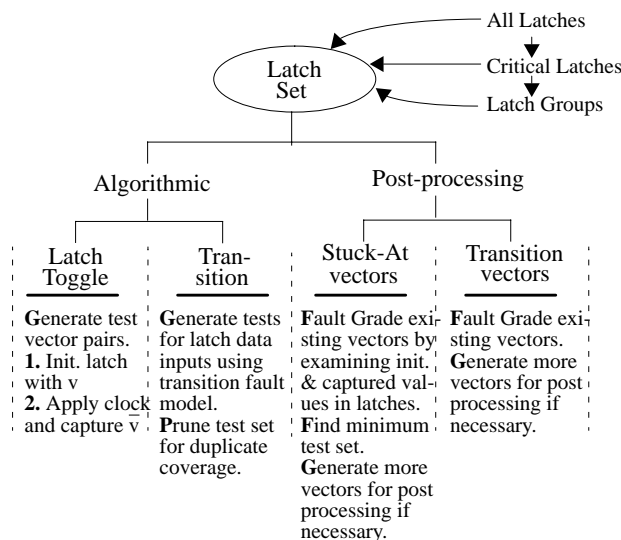 All Latches
Critical Latches
Latch Groups
Latch
Set
Algorithmic
Post-processing
Latch
Toggle
Generate test
vector pairs.
1. Init. latch
with v
2. Apply clock
and capture v̅
Tran-
sition
Generate tests
for latch data
inputs using
transition fault
model.
Prune test set
for duplicate
coverage.
Stuck-At
vectors
Fault Grade exi-
sting vectors by
examining init.
& captured val-
ues in latches.
Find minimum
test set.
Generate more
vectors for post
processing if
necessary.
Transition
vectors
Fault Grade exi-
sting vectors.
Generate more
vectors for post
processing if
necessary.